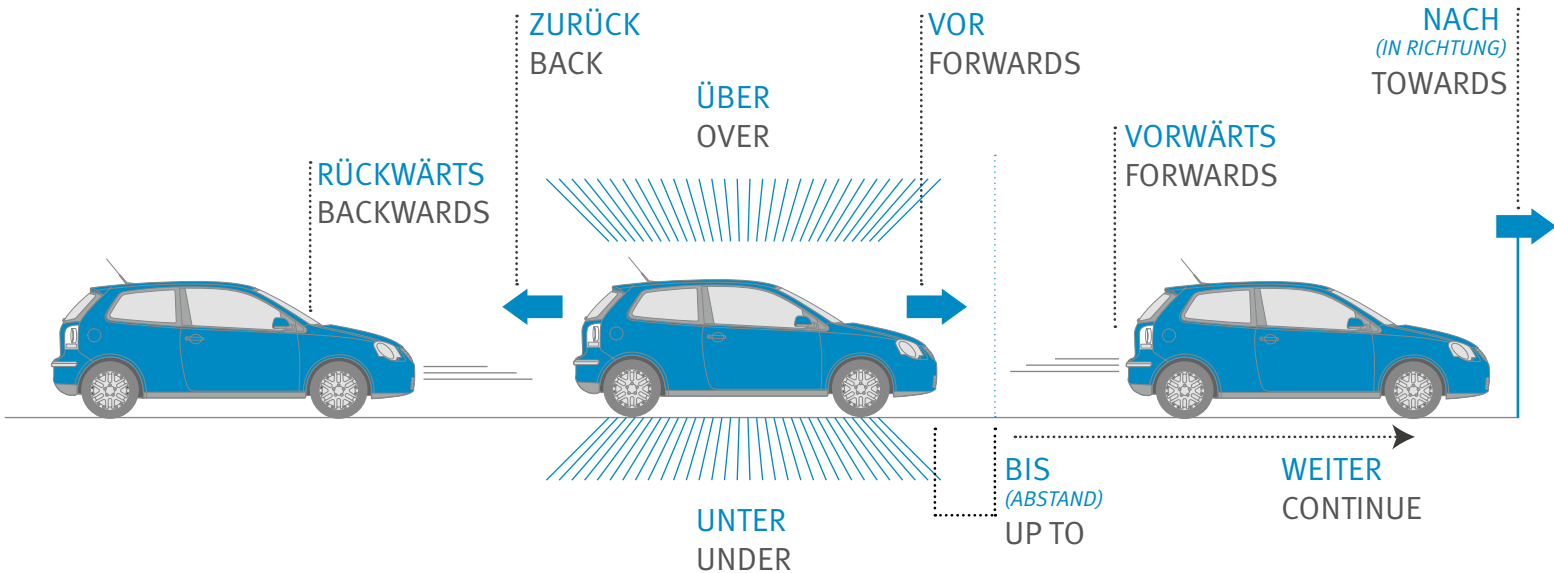 ZURÜCK
BACK
VOR
FORWARDS
NACH
(IN RICHTUNG)
TOWARDS
ÜBER
OVER
RÜCKWÄRTS
BACKWARDS
VORWÄRTS
FORWARDS
UNTER
UNDER
BIS
(ABSTAND)
UP TO
WEITER
CONTINUE